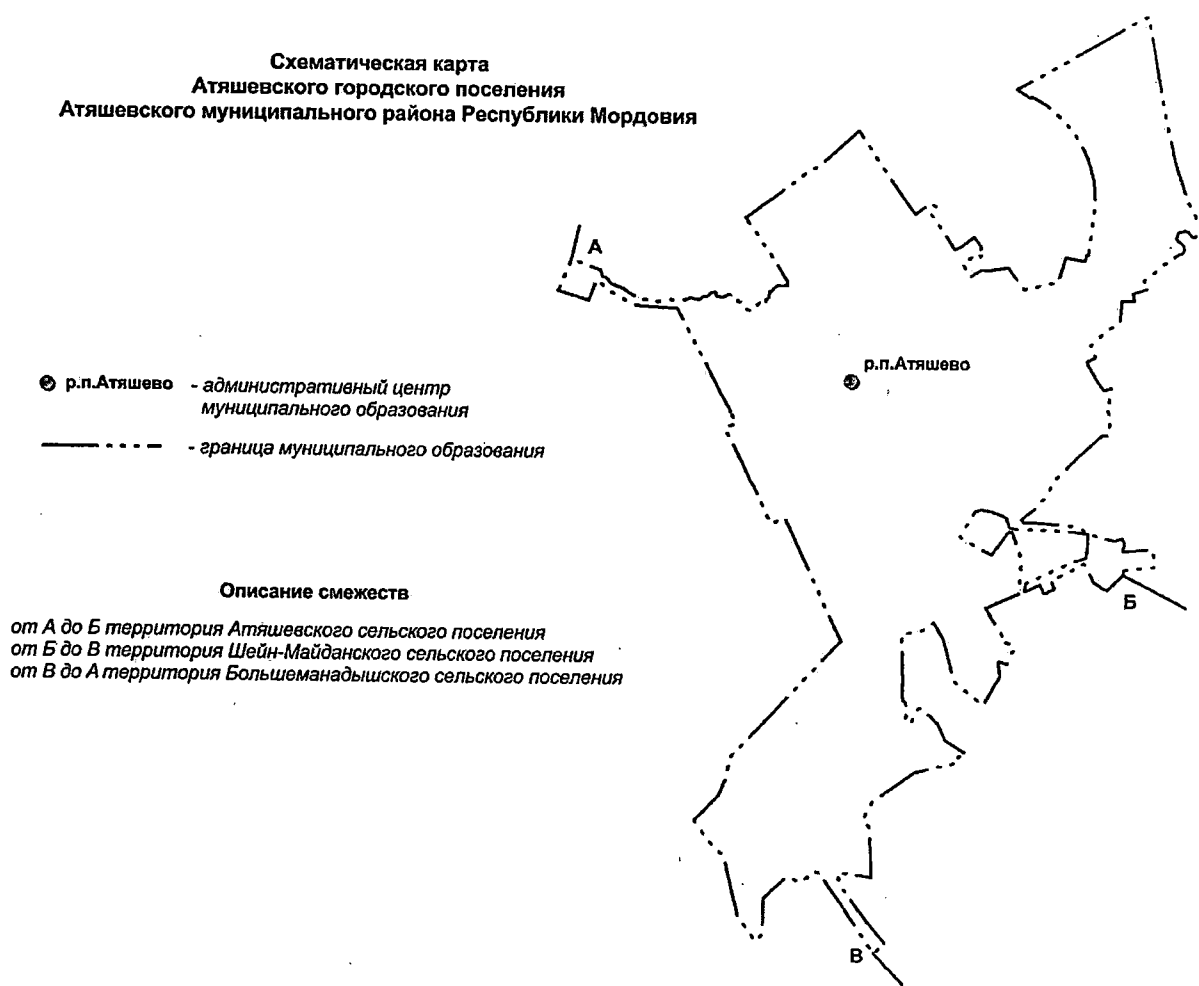 Схематическая карта
Атяшевского городского поселения
Атяшевского муниципального района Республики Мордовия
А
р.п.Атяшево
р.п.Атяшево - административный центр
муниципального образования
- граница муниципального образования
Описание смежеств
Б
от А до Б территория Атяшевского сельского поселения
от Б до В территория Шейн-Майданского сельского поселения
от В до А территория Большеманадышского сельского поселения
В